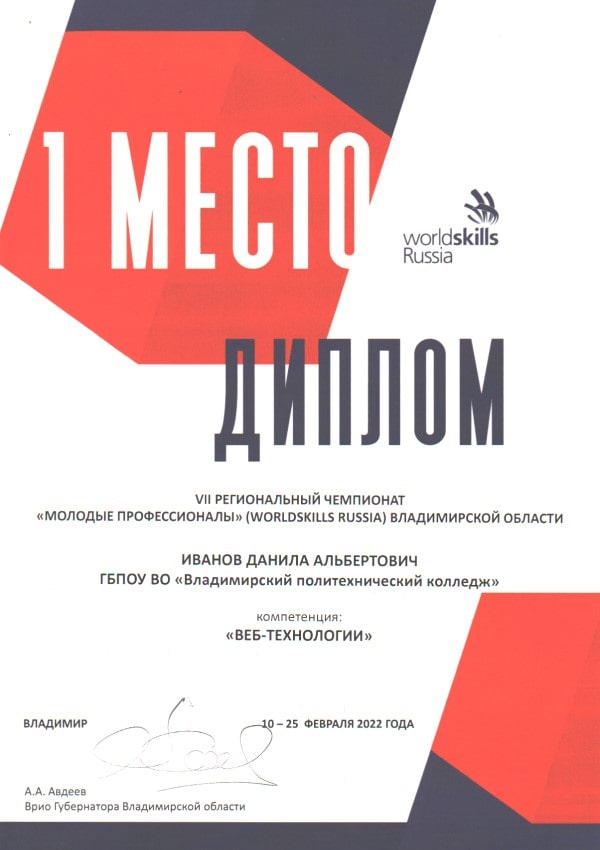 1 МЕСТО
worldskills
Russia
ДИПЛОМ
VII РЕГИОНАЛЬНЫЙ ЧЕМПИОНАТ
«МОЛОДЫЕ ПРОФЕССИОНАЛЫ» (WORLDSKILLS RUSSIA) ВЛАДИМИРСКОЙ ОБЛАСТИ
ИВАНОВ ДАНИЛА АЛЬБЕРТОВИЧ
ГБПОУ ВО «Владимирский политехнический колледж»
компетенция:
«ВЕБ-ТЕХНОЛОГИИ»
ВЛАДИМИР 10 – 25 ФЕВРАЛЯ 2022 ГОДА
А.А. Авдеев
Врио Губернатора Владимирской области